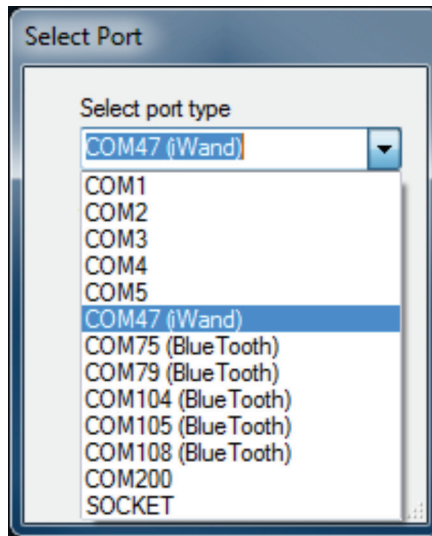 Select Port
Select port type
COM47 (iWand)
COM1
COM2
COM3
COM4
COM5
COM47 (iWand)
COM75 (BlueTooth)
COM79 (BlueTooth)
COM104 (BlueTooth)
COM105 (BlueTooth)
COM108 (BlueTooth)
COM200
SOCKET